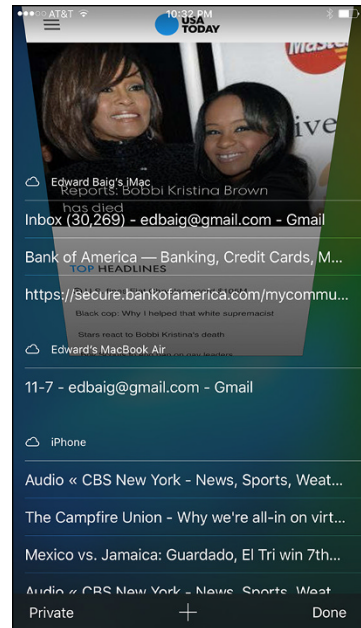 AT&T 10:32 PM
USA
TODAY
Master
ive
Edward Baig's iMac
Reports: Bobbi Kristina Brown
has died
Inbox (30,269) - edbaig@gmail.com - Gmail
Bank of America — Banking, Credit Cards, M...
TOP HEADLINES
https://secure.bankofamerica.com/mycommu...
Black cop: Why I helped that white supremacist
Stars react to Bobbi Kristina's death
Edward's MacBook Air
11-7 - edbaig@gmail.com - Gmail
iPhone
Audio « CBS New York - News, Sports, Weat...
The Campfire Union - Why we're all-in on virt...
Mexico vs. Jamaica: Guardado, El Tri win 7th...
Audio « CBS New York - News, Sports, Weat...
Private + Done